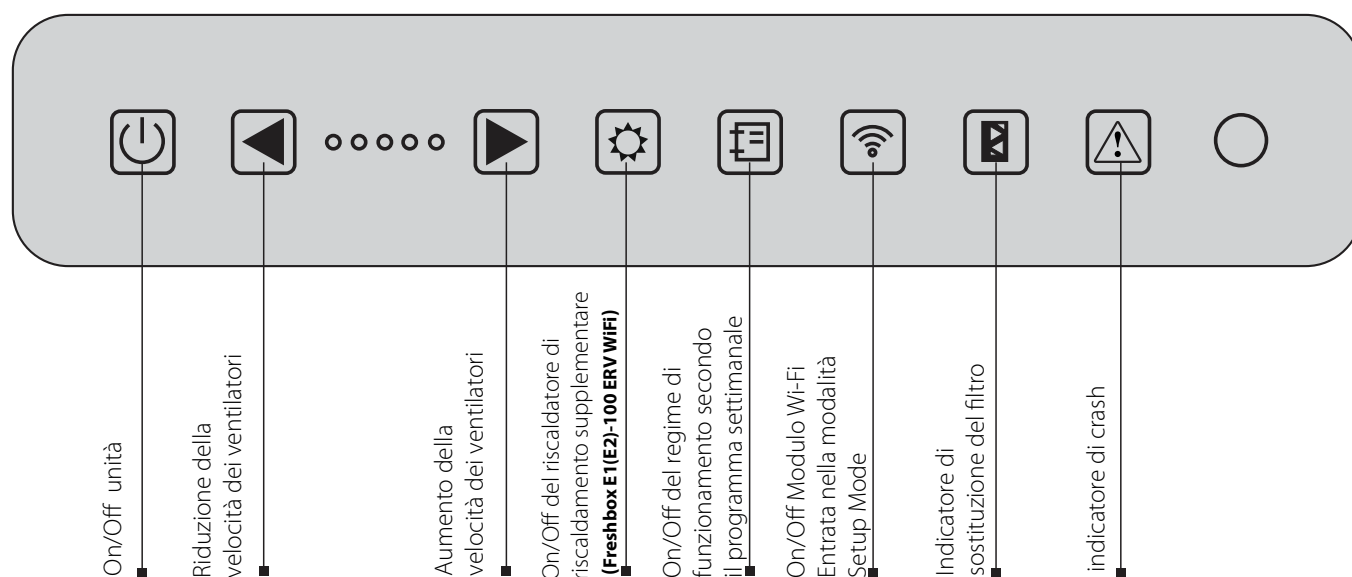 On/Off unità
Riduzione della
velocità dei ventilatori
Aumento della
velocità dei ventilatori
On/Off del riscaldatore di
riscaldamento supplementare
(Freshbox E1(E2)-100 ERV WiFi)
On/Off del regime di
funzionamento secondo
il programma settimanale
On/Off Modulo Wi-Fi
Entrata nella modalità
Setup Mode
Indicatore di
sostituzione del filtro
indicatore di crash